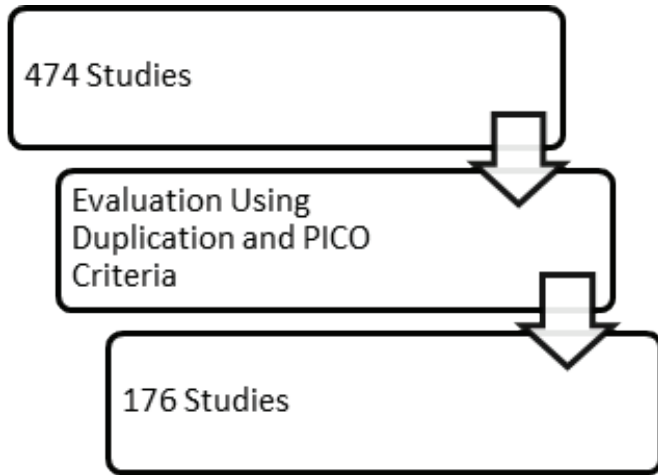 474 Studies
Evaluation Using
Duplication and PICO
Criteria
176 Studies